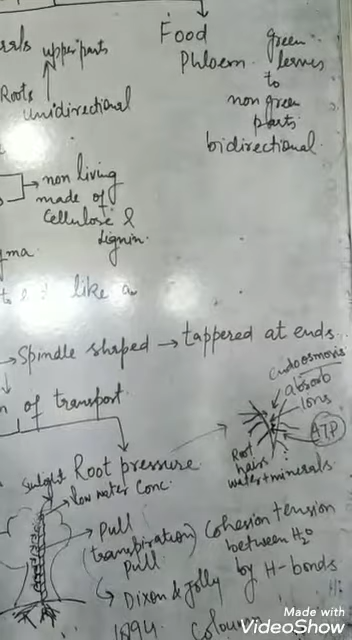 Food
upper parts
green
Phloem leaves
Roots
to
unidirectional
non green
parts
bidirectional
→ non living
made of
Cellulose &
Lignin.
like a
→ Spindle shaped → tappered at ends.
of transport
endoosmosis
absorb
ions
ATP
Root pressure
Root
hairs
water + minerals
low water Conc.
→ Pull
(transpiration)
Pull
Cohesion tension
between H2O
by H-bonds
→ Dixon & Jolly
1894
Made with
VideoShow